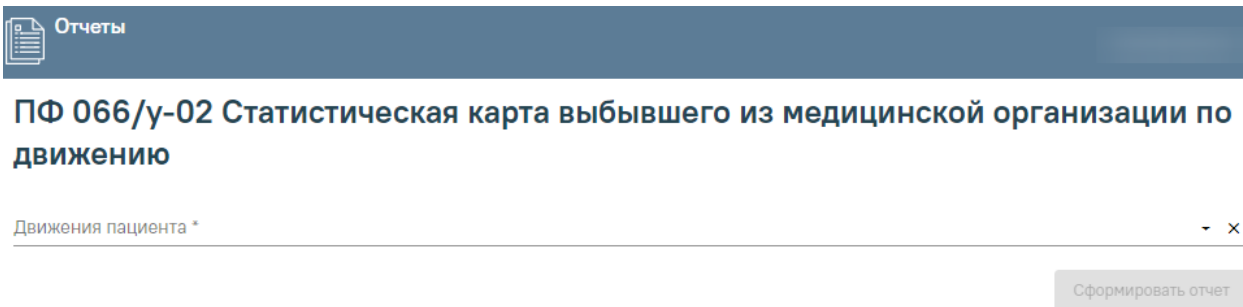 Отчеты
ПФ 066/у-02 Статистическая карта выбывшего из медицинской организации по
движению
Движения пациента *
Сформировать отчет